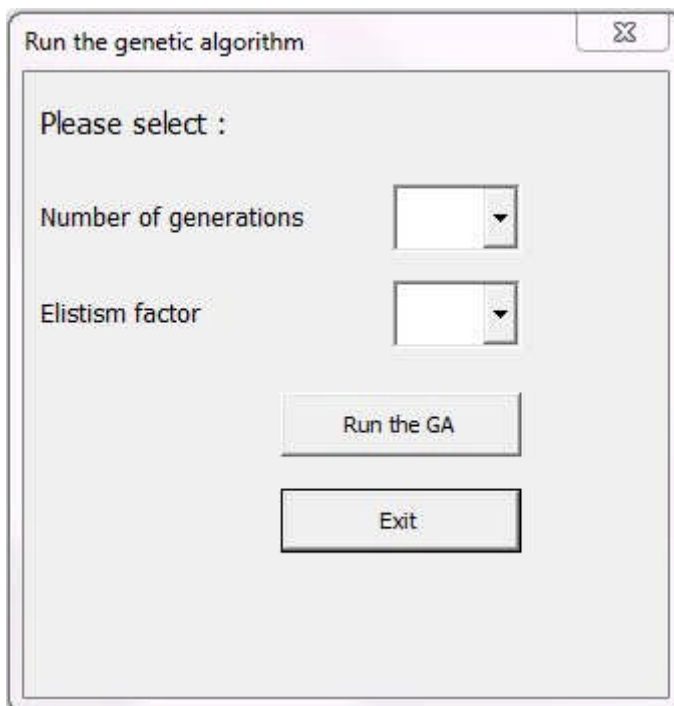 Run the genetic algorithm
Please select :
Number of generations
Elistism factor
Run the GA
Exit